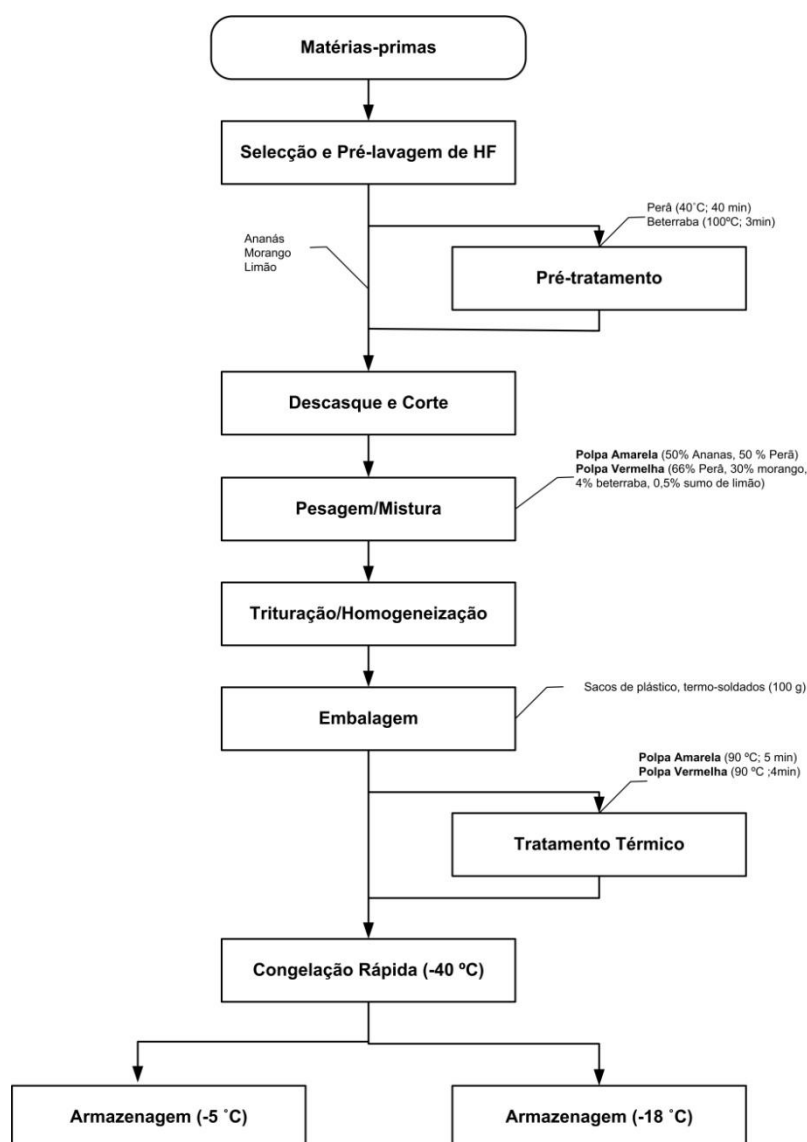 Matérias-primas
Selecção e Pré-lavagem de HF
Perâ (40˚C; 40 min)
Beterraba (100ºC; 3min)
Ananás
Morango
Limão
Pré-tratamento
Descasque e Corte
Polpa Amarela (50% Ananas, 50 % Perâ)
Polpa Vermelha (66% Perâ, 30% morango,
4% beterraba, 0,5% sumo de limão)
Pesagem/Mistura
Trituração/Homogeneização
Sacos de plástico, termo-soldados (100 g)
Embalagem
Polpa Amarela (90 ºC; 5 min)
Polpa Vermelha (90 ºC ;4min)
Tratamento Térmico
Congelação Rápida (-40 ºC)
Armazenagem (-5 ˚C)
Armazenagem (-18 ˚C)